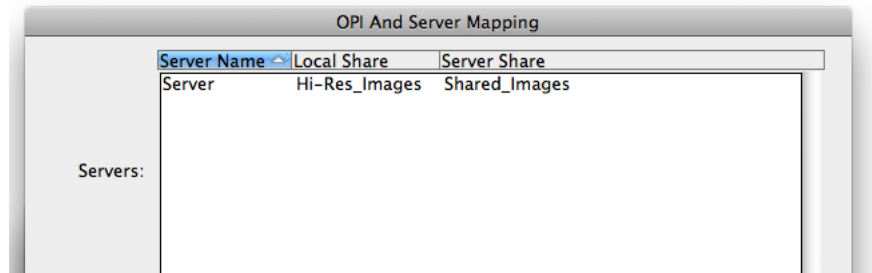 OPI And Server Mapping
Server Name Local Share Server Share
Server Hi-Res_Images Shared_Images
Servers: